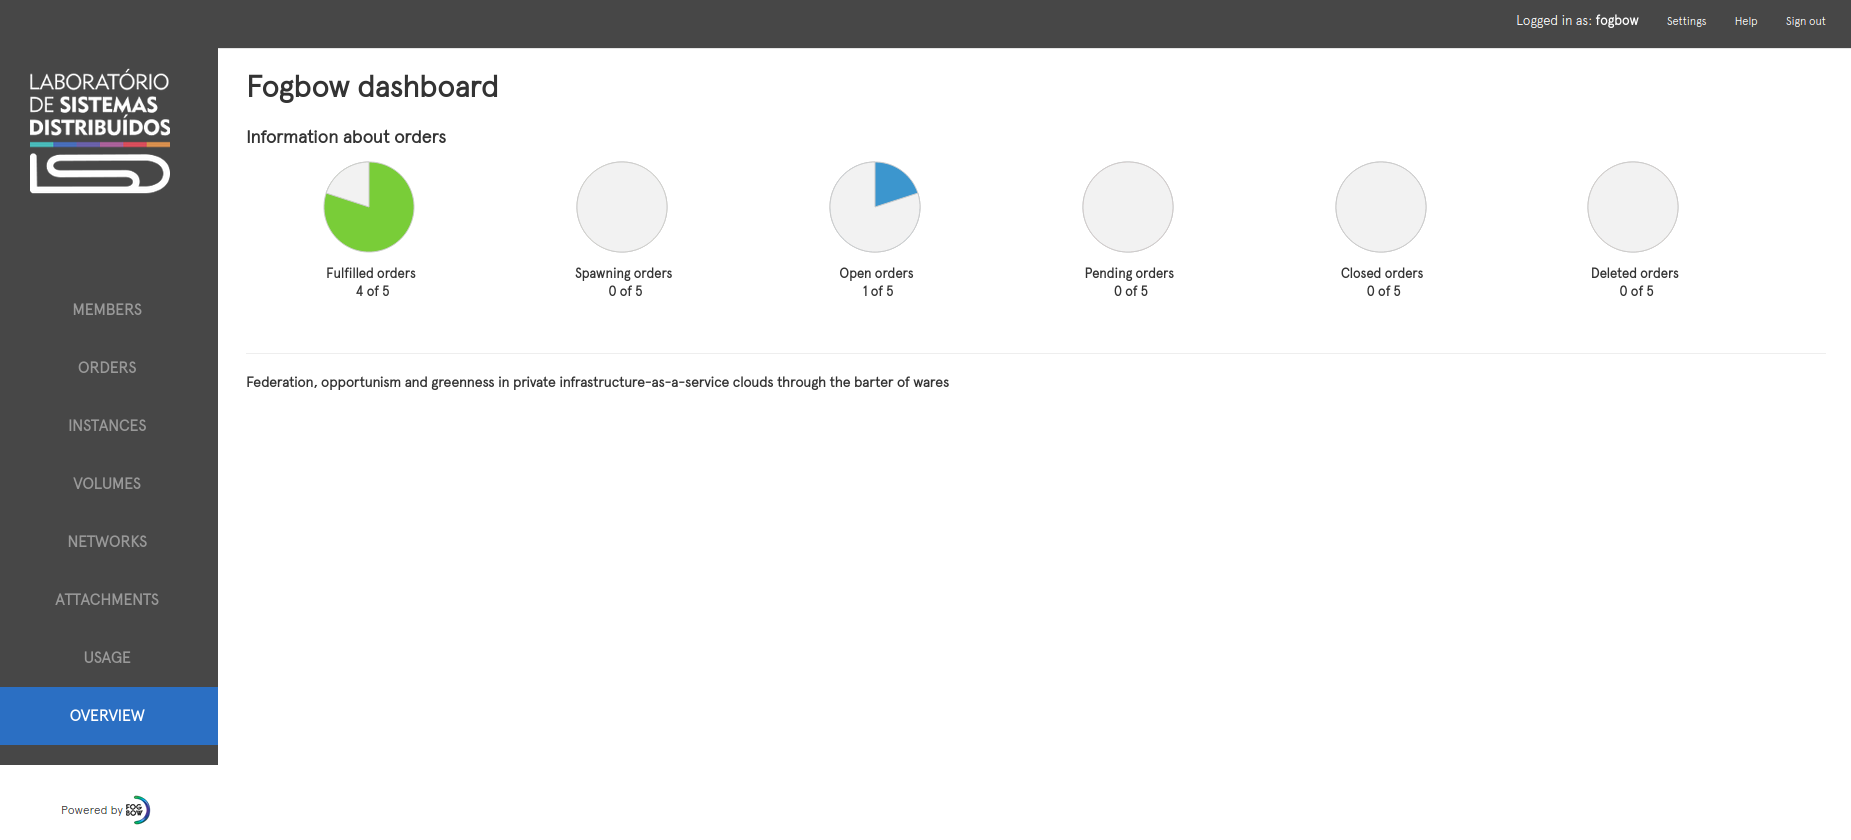 Logged in as: fogbow Settings Help Sign out
LABORATÓRIO
DE SISTEMAS
DISTRIBUÍDOS
LSD
MEMBERS
ORDERS
INSTANCES
VOLUMES
NETWORKS
ATTACHMENTS
USAGE
OVERVIEW
Powered by FOG
BOW
Fogbow dashboard
Information about orders
Fulfilled orders
4 of 5
Spawning orders
0 of 5
Open orders
1 of 5
Pending orders
0 of 5
Closed orders
0 of 5
Deleted orders
0 of 5
Federation, opportunism and greenness in private infrastructure-as-a-service clouds through the barter of wares